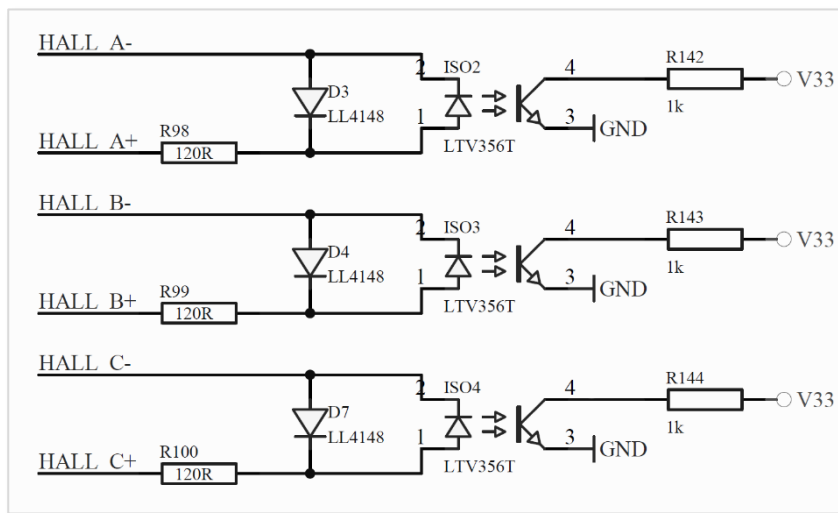 HALL A-
2 ISO2 4 R142
D3 V33
LL4148
1 3 GND 1k
HALL A+ R98
120R LTV356T
HALL B-
2 ISO3 4 R143
D4 V33
LL4148
1 3 GND 1k
HALL B+ R99
120R LTV356T
HALL C-
2 ISO4 4 R144
D7 V33
LL4148
1 3 GND 1k
HALL C+ R100
120R LTV356T